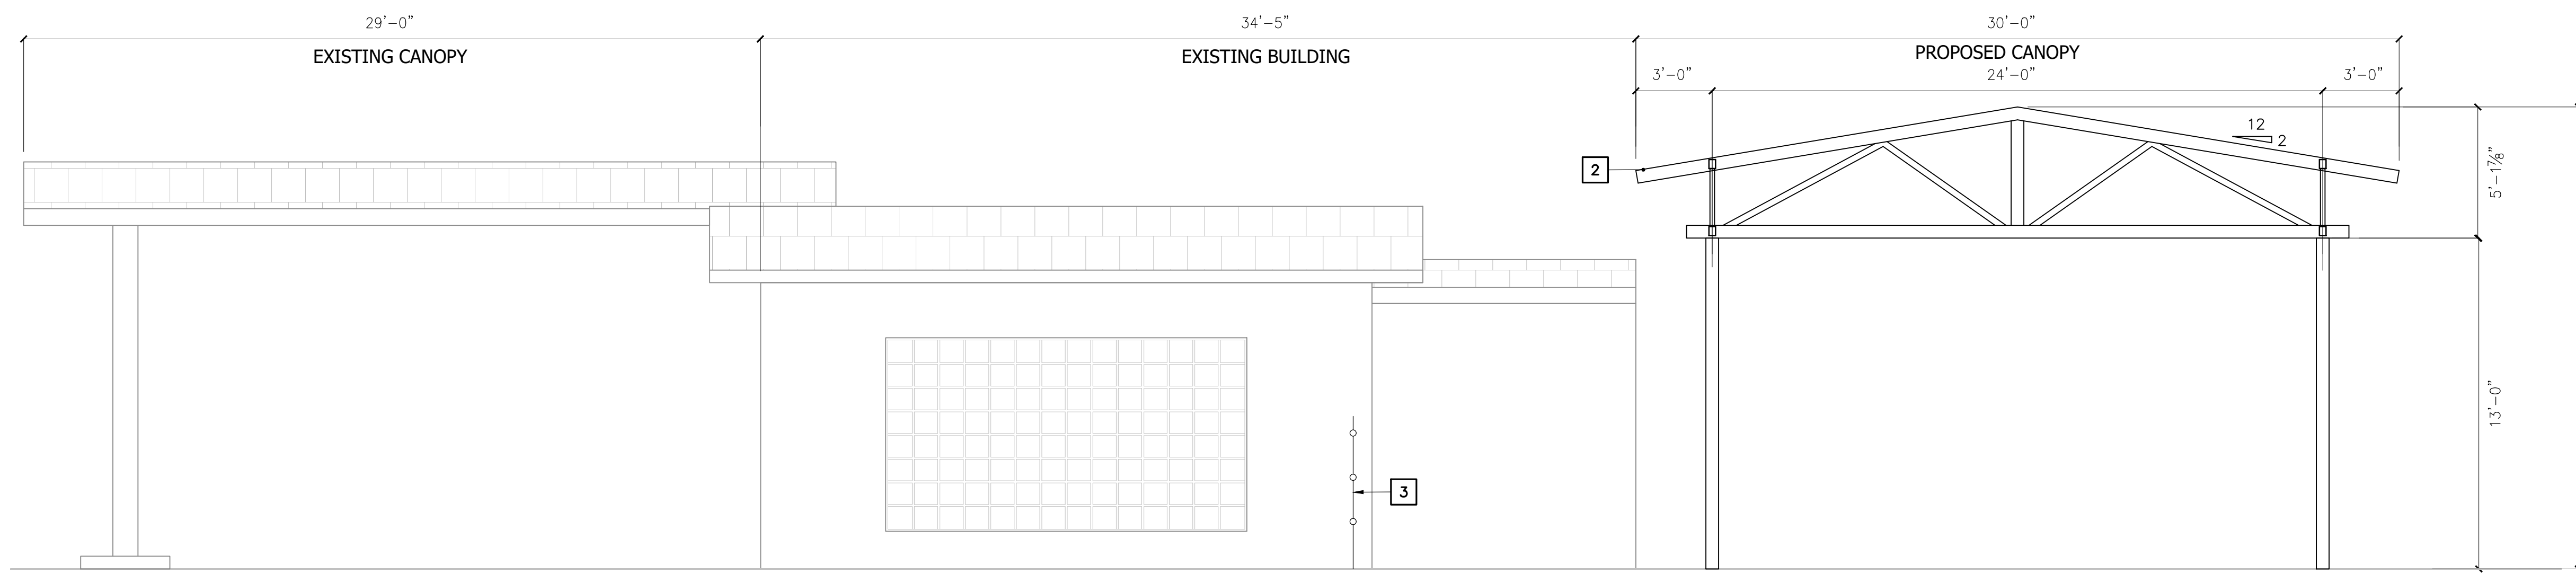 29'-0" 34'-5" 30'-0"
EXISTING CANOPY EXISTING BUILDING PROPOSED CANOPY
3'-0" 24'-0" 3'-0"
12
2
2
5'-1⅞"
13'-0"
3